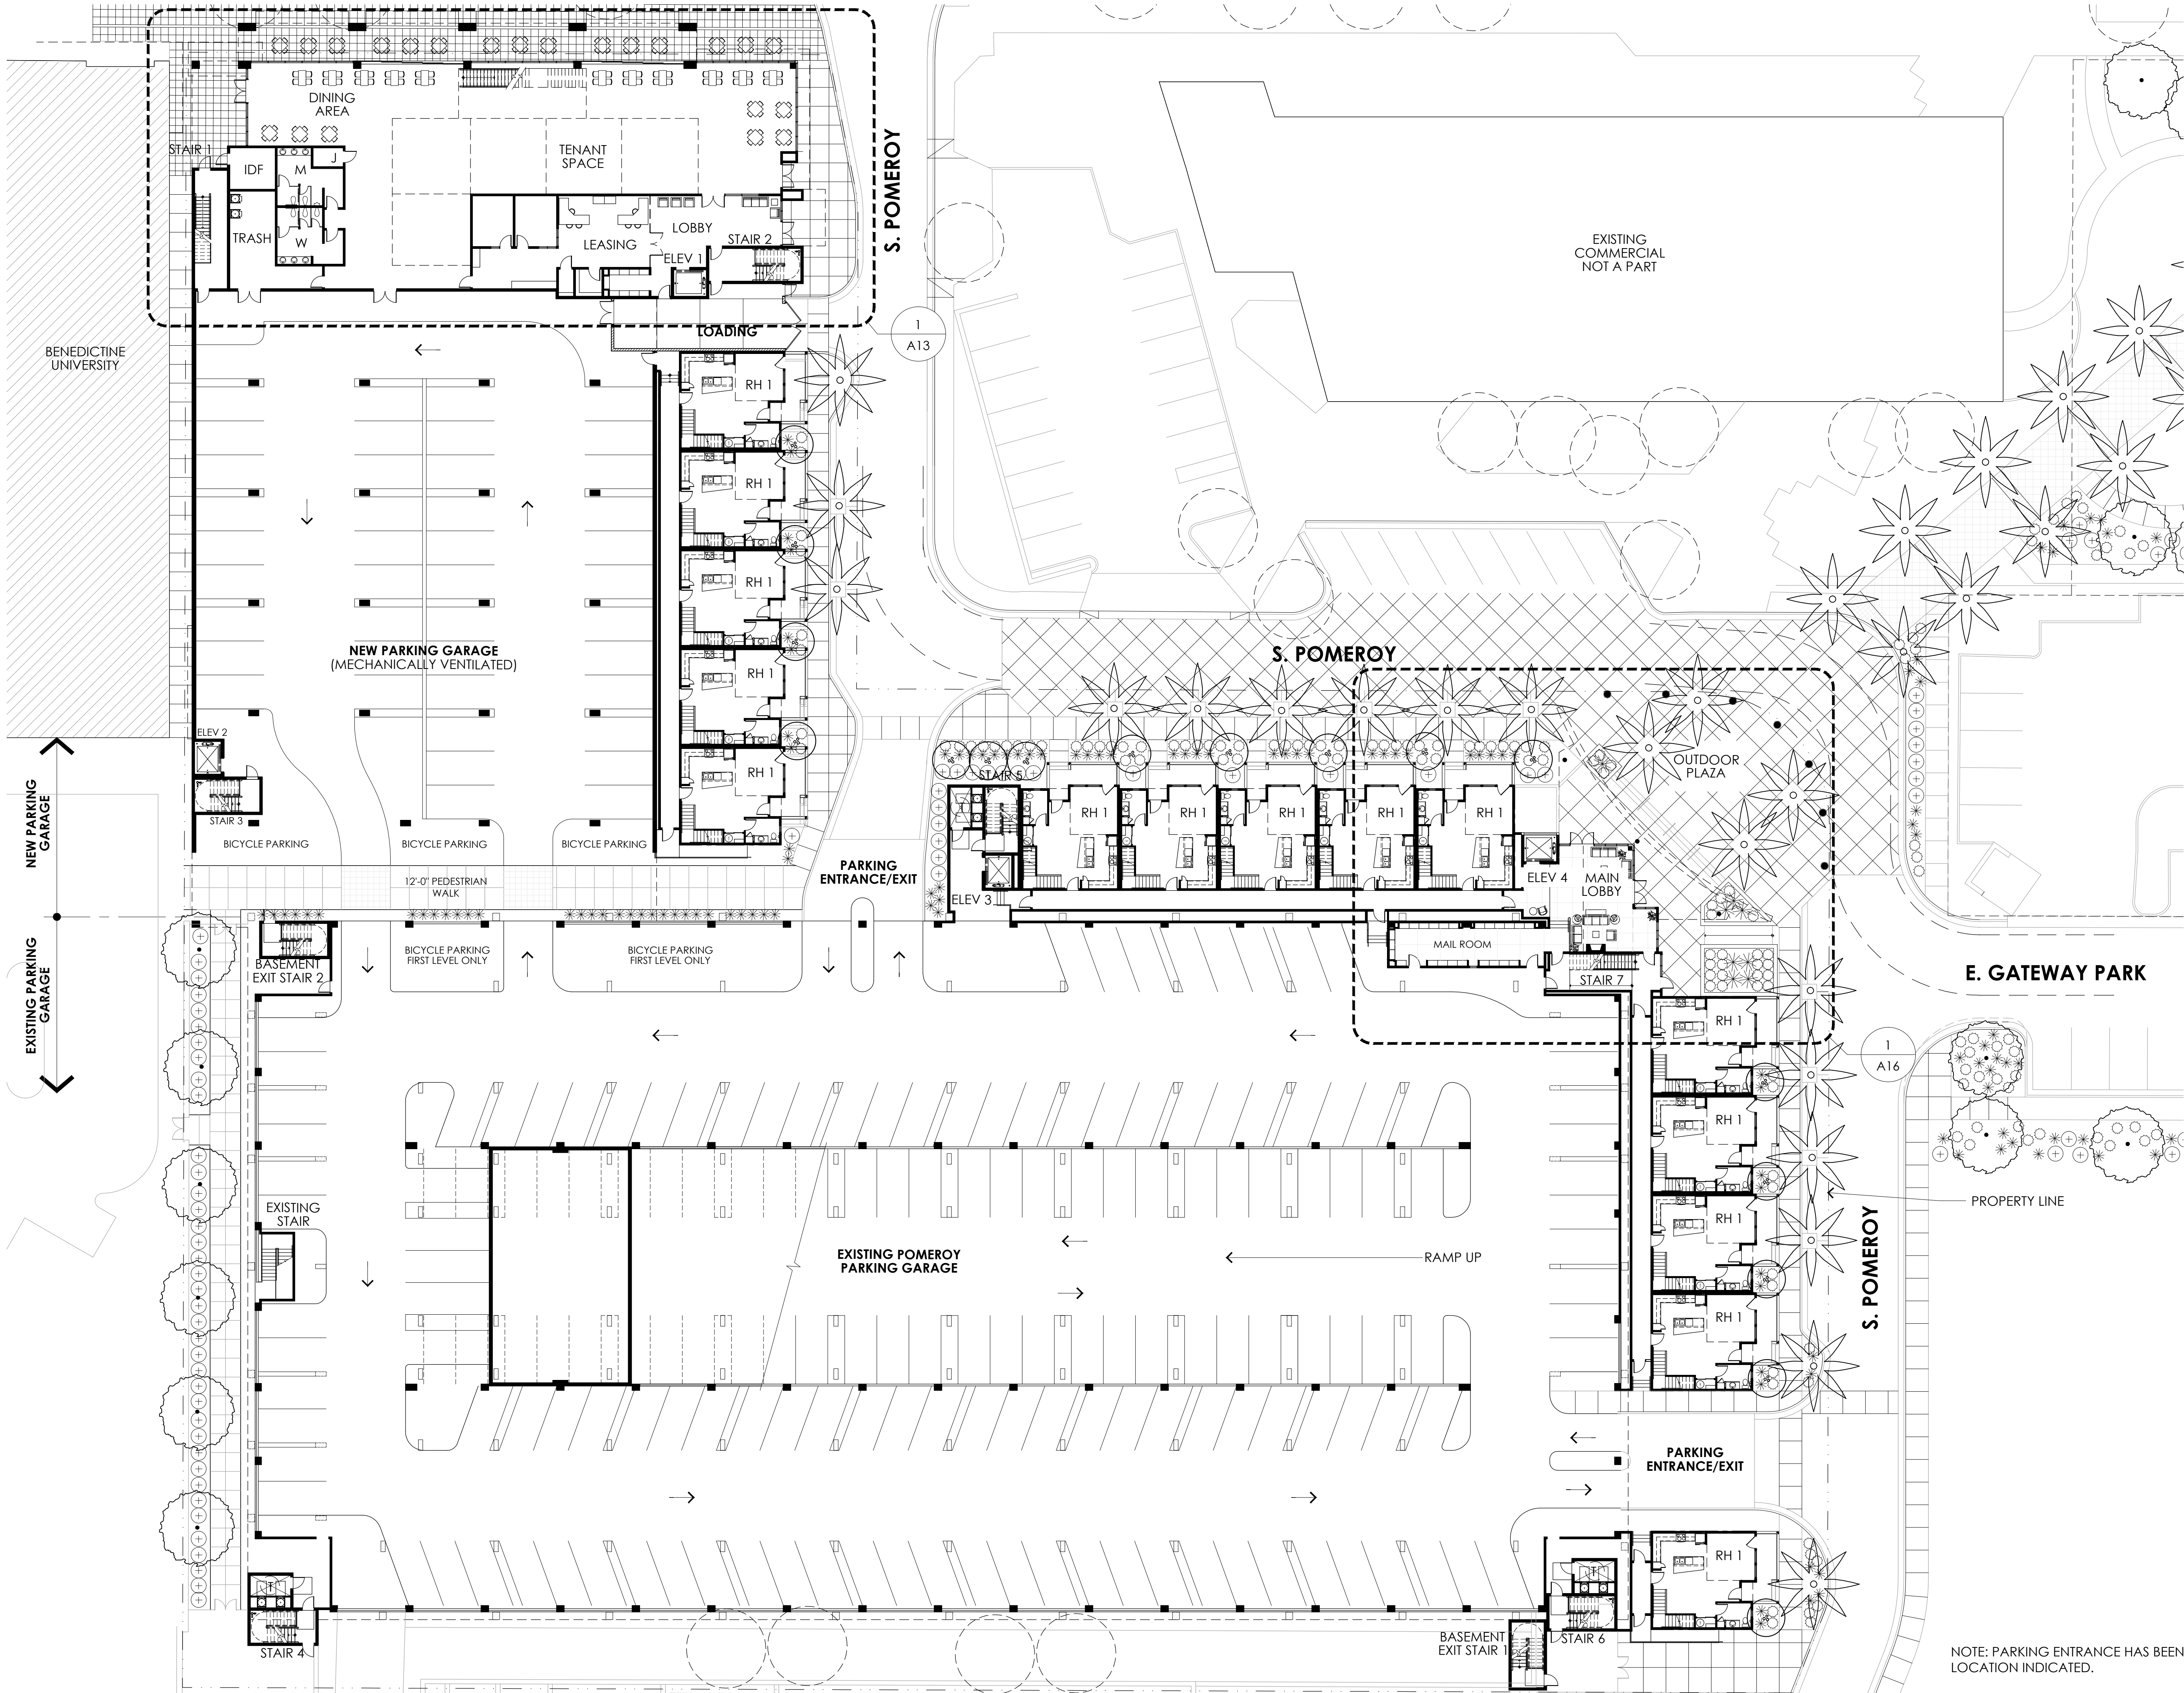 DINING
AREA
TENANT
SPACE
STAIR 1
IDF
M
J
TRASH
W
LEASING
LOBBY
STAIR 2
ELEV 1
S. POMEROY
LOADING
1
A13
BENEDICTINE
UNIVERSITY
EXISTING
COMMERCIAL
NOT A PART
RH 1
RH 1
RH 1
RH 1
RH 1
NEW PARKING GARAGE
(MECHANICALLY VENTILATED)
S. POMEROY
ELEV 2
STAIR 3
BICYCLE PARKING
BICYCLE PARKING
BICYCLE PARKING
12'-0" PEDESTRIAN
WALK
PARKING
ENTRANCE/EXIT
STAIR 5
T
ELEV 3
RH 1
RH 1
RH 1
RH 1
RH 1
OUTDOOR
PLAZA
ELEV 4
MAIN
LOBBY
MAIL ROOM
STAIR 7
E. GATEWAY PARK
NEW PARKING
GARAGE
EXISTING PARKING
GARAGE
BASEMENT
EXIT STAIR 2
BICYCLE PARKING
FIRST LEVEL ONLY
BICYCLE PARKING
FIRST LEVEL ONLY
1
A16
RH 1
RH 1
RH 1
RH 1
PROPERTY LINE
S. POMEROY
EXISTING
STAIR
EXISTING POMEROY
PARKING GARAGE
RAMP UP
PARKING
ENTRANCE/EXIT
RH 1
T
STAIR 4
T
STAIR 6
BASEMENT
EXIT STAIR 1
NOTE: PARKING ENTRANCE HAS BEEN
LOCATION INDICATED.